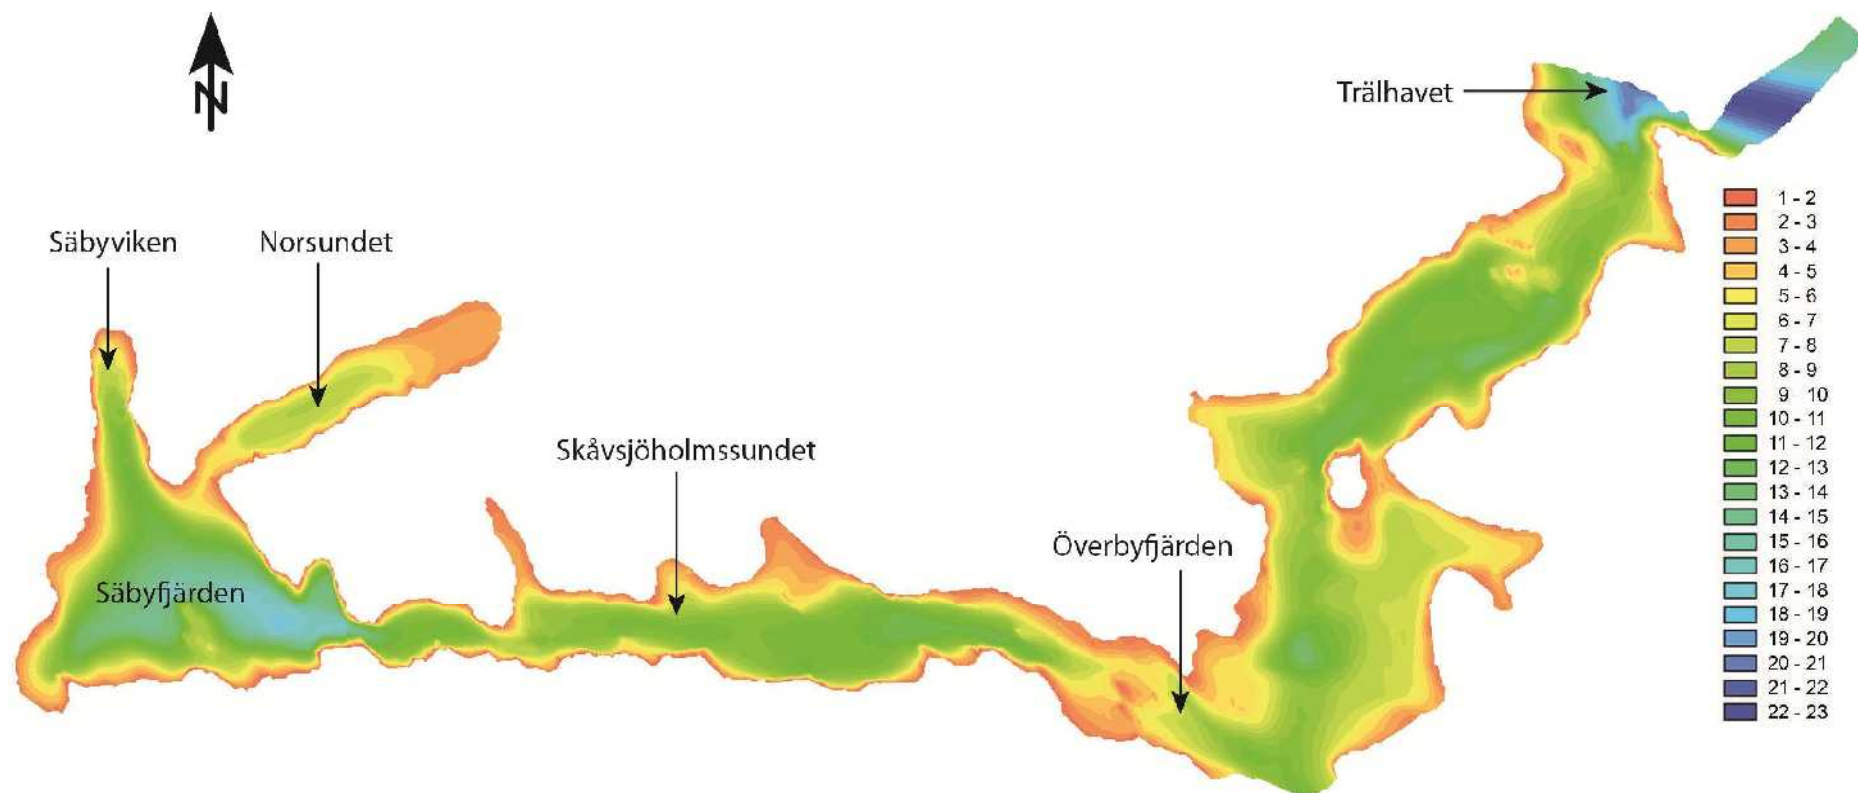 N
Trälhavet
Säbyviken
Norsundet
Skåvsjöholmssundet
Överbyfjärden
Säbyfjärden
1 - 2
2 - 3
3 - 4
4 - 5
5 - 6
6 - 7
7 - 8
8 - 9
9 - 10
10 - 11
11 - 12
12 - 13
13 - 14
14 - 15
15 - 16
16 - 17
17 - 18
18 - 19
19 - 20
20 - 21
21 - 22
22 - 23